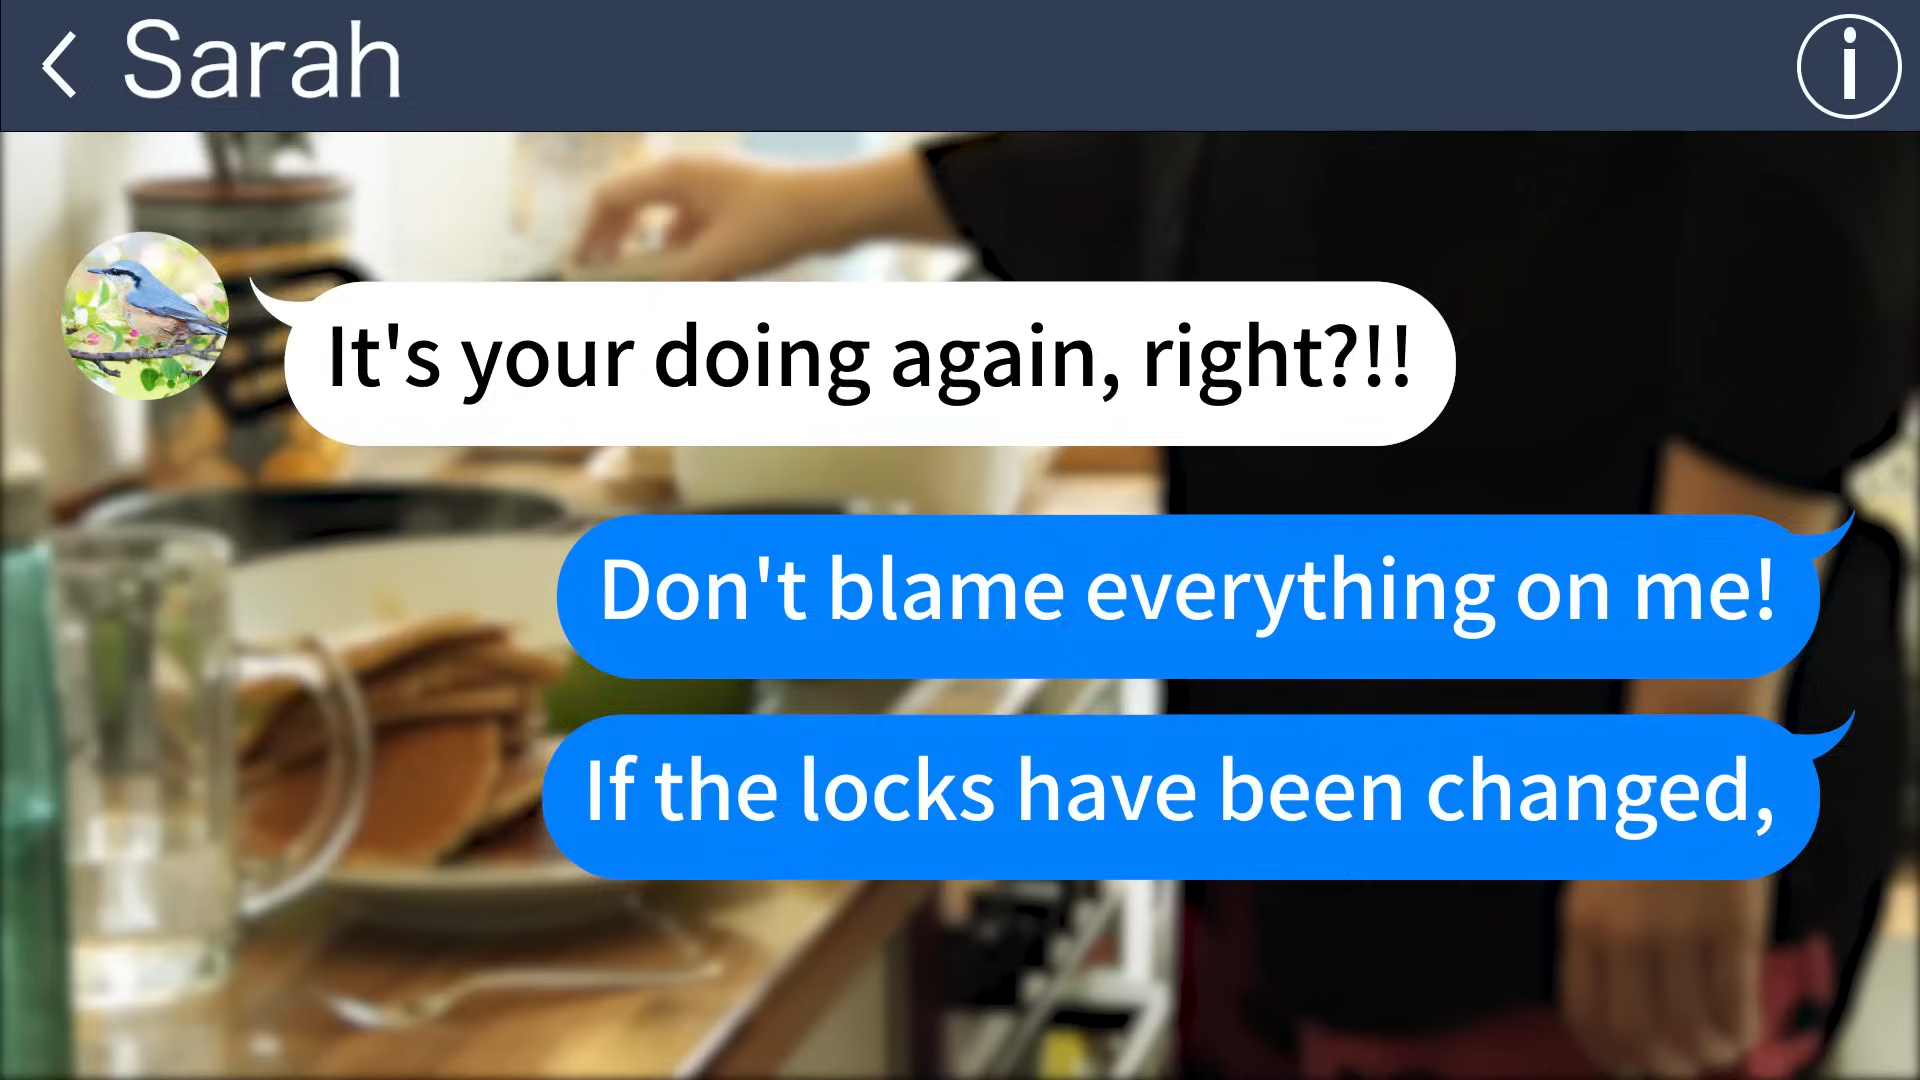 Sarah
It's your doing again, right?!!
Don't blame everything on me!
If the locks have been changed,